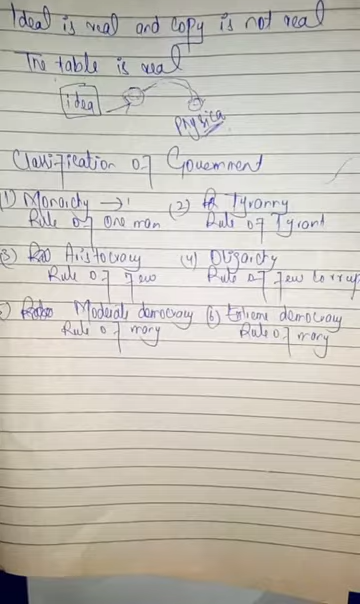 Ideal is real and copy is not real
The table is real
idea
Physica
Classification of Government
(1) Monarchy → (2) Tyranny
Rule of one man Rule of Tyrant
(3) Aristocracy (4) Oligarchy
Rule of few Rule of few corrup
Moderate democracy (6) Extreme democracy
Rule of many Rule of many